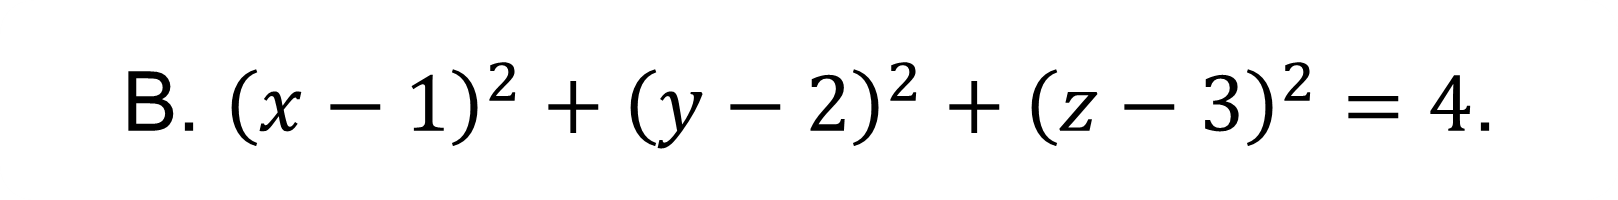 B. (x − 1)² + (y − 2)² + (z − 3)² = 4.